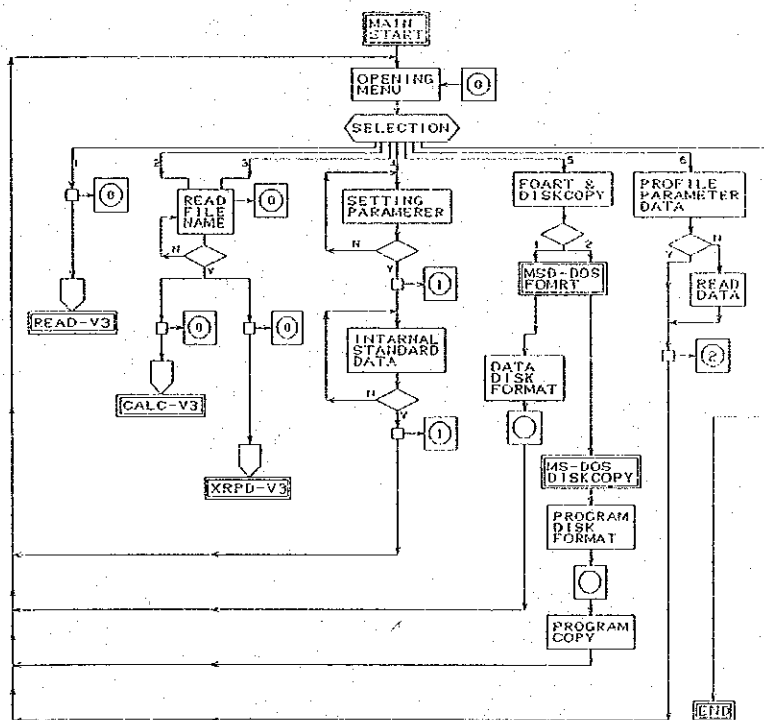 MAIN
START
OPENING
MENU
0
SELECTION
1
2
3
5
6
0
READ
FILE
NAME
0
SETTING
PARAMERER
FOART &
DISKCOPY
PROFILE
PARAMETER
DATA
N
Y
N
Y
1
2
Y
N
1
MSD-DOS
FOMRT
READ
DATA
READ-V3
0
0
INTARNAL
STANDARD
DATA
2
DATA
DISK
FORMAT
N
Y
CALC-V3
1
MS-DOS
DISKCOPY
XRPD-V3
PROGRAM
DISK
FORMAT
PROGRAM
COPY
END